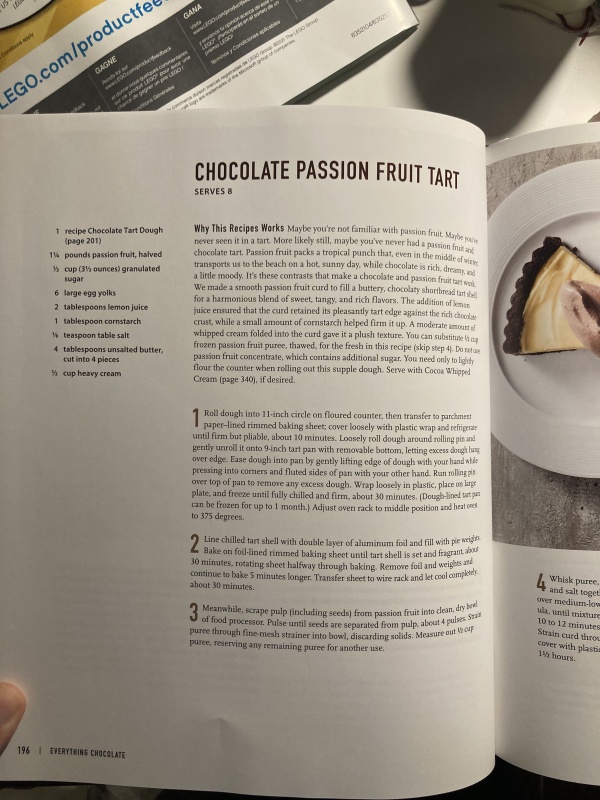 LEGO.com/productfeedback
GAGNE
www.LEGO.com/productfeedback
GANA
Términos y Condiciones aplicables
CHOCOLATE PASSION FRUIT TART
SERVES 8
1 recipe Chocolate Tart Dough
(page 201)
1¼ pounds passion fruit, halved
½ cup (3½ ounces) granulated
sugar
6 large egg yolks
2 tablespoons lemon juice
1 tablespoon cornstarch
¼ teaspoon table salt
4 tablespoons unsalted butter,
cut into 4 pieces
½ cup heavy cream
Why This Recipes Works Maybe you're not familiar with passion fruit. Maybe you've
never seen it in a tart. More likely still, maybe you've never had a passion fruit and
chocolate tart. Passion fruit packs a tropical punch that, even in the middle of winter,
transports us to the beach on a hot, sunny day, while chocolate is rich, dreamy, and
a little moody. It's these contrasts that make a chocolate and passion fruit tart work.
We made a smooth passion fruit curd to fill a buttery, chocolaty shortbread tart shell
for a harmonious blend of sweet, tangy, and rich flavors. The addition of lemon
juice ensured that the curd retained its pleasantly tart edge against the rich chocolate
crust, while a small amount of cornstarch helped firm it up. A moderate amount of
whipped cream folded into the curd gave it a plush texture. You can substitute ½ cup
frozen passion fruit puree, thawed, for the fresh in this recipe (skip step 4). Do not use
passion fruit concentrate, which contains additional sugar. You need only to lightly
flour the counter when rolling out this supple dough. Serve with Cocoa Whipped
Cream (page 340), if desired.
1 Roll dough into 11-inch circle on floured counter, then transfer to parchment
paper–lined rimmed baking sheet; cover loosely with plastic wrap and refrigerate
until firm but pliable, about 10 minutes. Loosely roll dough around rolling pin and
gently unroll it onto 9-inch tart pan with removable bottom, letting excess dough hang
over edge. Ease dough into pan by gently lifting edge of dough with your hand while
pressing into corners and fluted sides of pan with your other hand. Run rolling pin
over top of pan to remove any excess dough. Wrap loosely in plastic, place on large
plate, and freeze until fully chilled and firm, about 30 minutes. (Dough-lined tart pan
can be frozen for up to 1 month.) Adjust oven rack to middle position and heat oven
to 375 degrees.
2 Line chilled tart shell with double layer of aluminum foil and fill with pie weights.
Bake on foil-lined rimmed baking sheet until tart shell is set and fragrant, about
30 minutes, rotating sheet halfway through baking. Remove foil and weights and
continue to bake 5 minutes longer. Transfer sheet to wire rack and let cool completely,
about 30 minutes.
3 Meanwhile, scrape pulp (including seeds) from passion fruit into clean, dry bowl
of food processor. Pulse until seeds are separated from pulp, about 4 pulses. Strain
puree through fine-mesh strainer into bowl, discarding solids. Measure out ½ cup
puree, reserving any remaining puree for another use.
196 | EVERYTHING CHOCOLATE
4 Whisk puree,
and salt toget
over medium-low
ula, until mixture
10 to 12 minutes
Strain curd throu
cover with plastic
1½ hours.